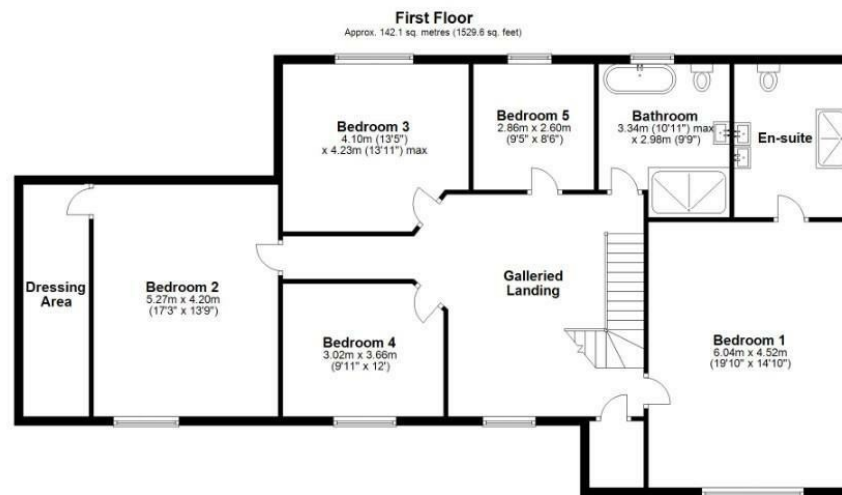 First Floor
Approx. 142.1 sq. metres (1529.6 sq. feet)
Bedroom 3
4.10m (13'5")
x 4.23m (13'11") max
Bedroom 5
2.86m x 2.60m
(9'5" x 8'6")
Bathroom
3.34m (10'11") max
x 2.98m (9'9")
En-suite
Dressing
Area
Bedroom 2
5.27m x 4.20m
(17'3" x 13'9")
Galleried
Landing
Bedroom 4
3.02m x 3.66m
(9'11" x 12')
Bedroom 1
6.04m x 4.52m
(19'10" x 14'10")